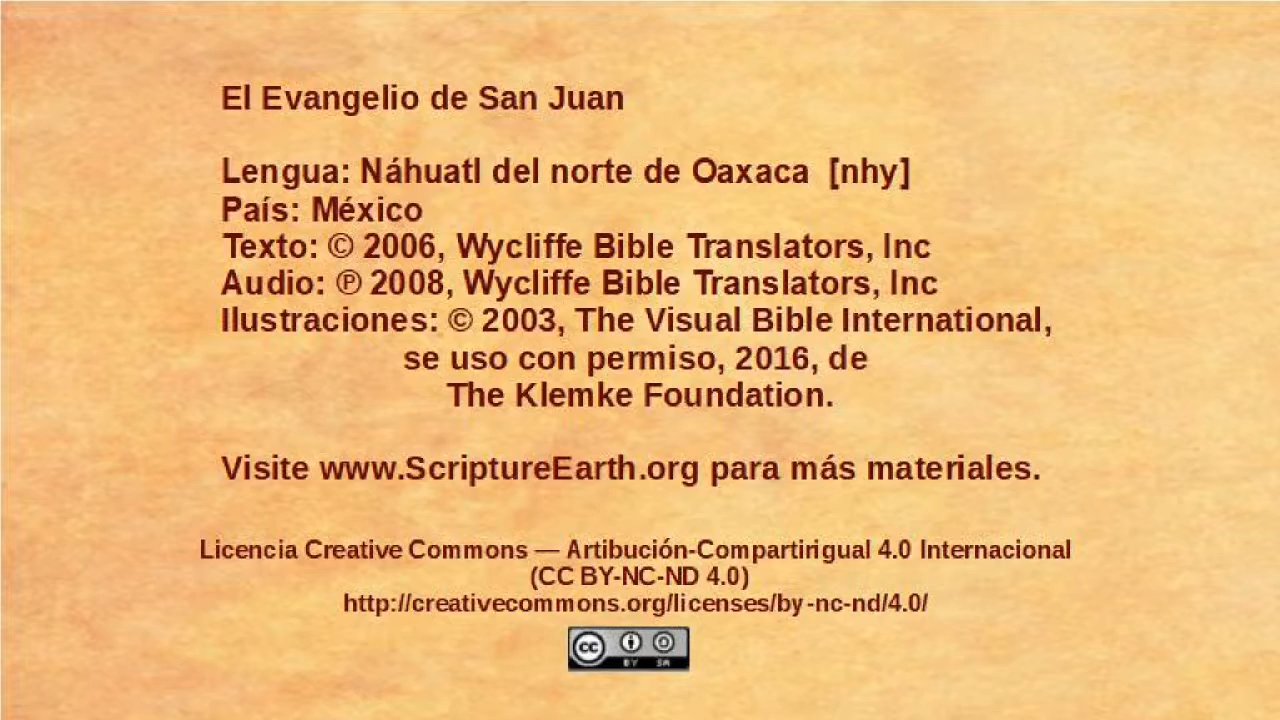 El Evangelio de San Juan
Lengua: Náhuatl del norte de Oaxaca [nhy]
País: México
Texto: © 2006, Wycliffe Bible Translators, Inc
Audio: ℗ 2008, Wycliffe Bible Translators, Inc
Ilustraciones: © 2003, The Visual Bible International,
se uso con permiso, 2016, de
The Klemke Foundation.
Visite www.ScriptureEarth.org para más materiales.
Licencia Creative Commons — Artibución-Compartirigual 4.0 Internacional
(CC BY-NC-ND 4.0)
http://creativecommons.org/licenses/by-nc-nd/4.0/
cc BY SA